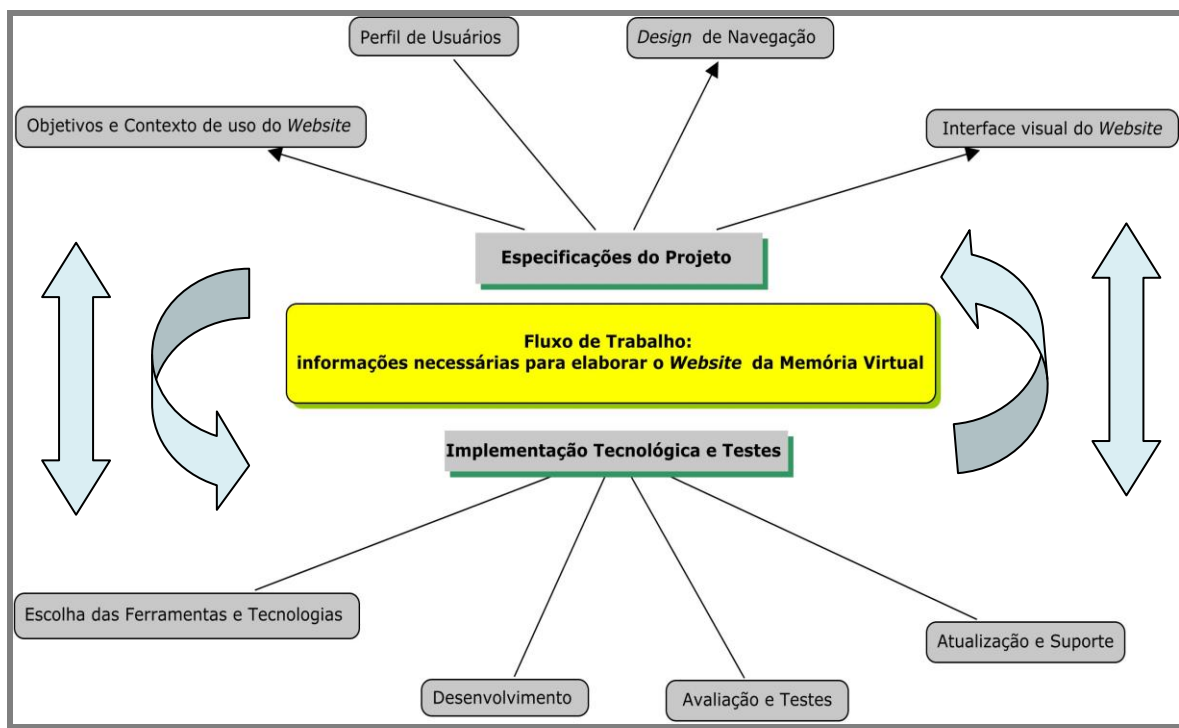 Perfil de Usuários
Design de Navegação
Objetivos e Contexto de uso do Website
Interface visual do Website
Especificações do Projeto
Fluxo de Trabalho:
informações necessárias para elaborar o Website da Memória Virtual
Implementação Tecnológica e Testes
Escolha das Ferramentas e Tecnologias
Atualização e Suporte
Desenvolvimento
Avaliação e Testes